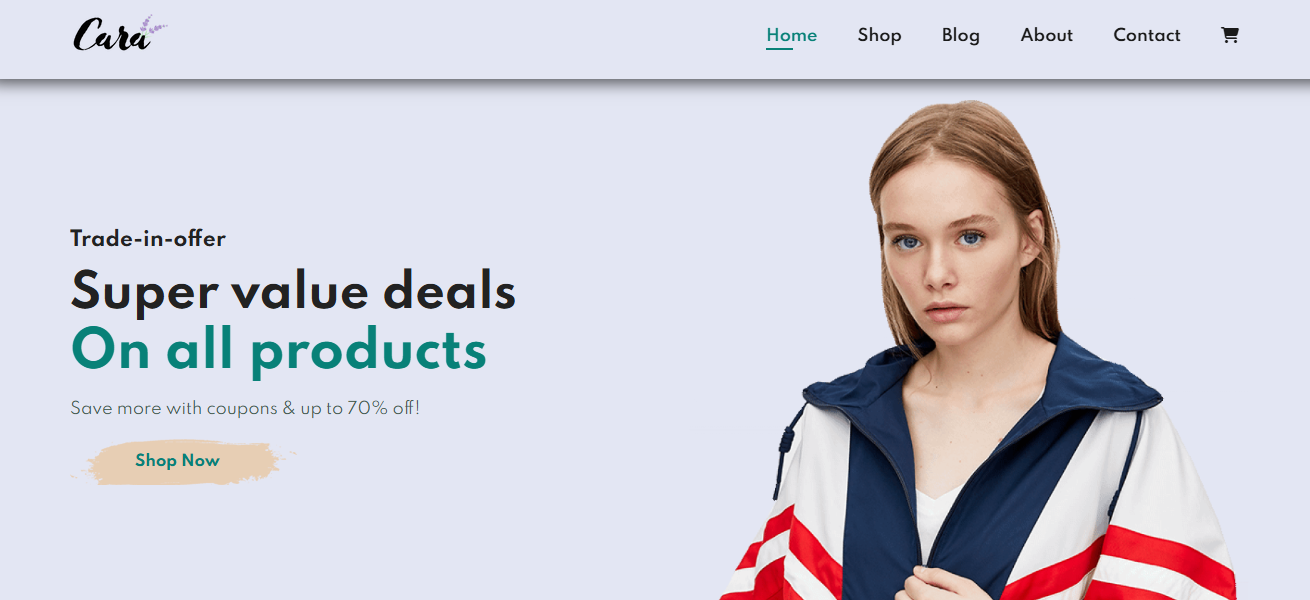 Cara
Home Shop Blog About Contact
Trade-in-offer
Super value deals
On all products
Save more with coupons & up to 70% off!
Shop Now